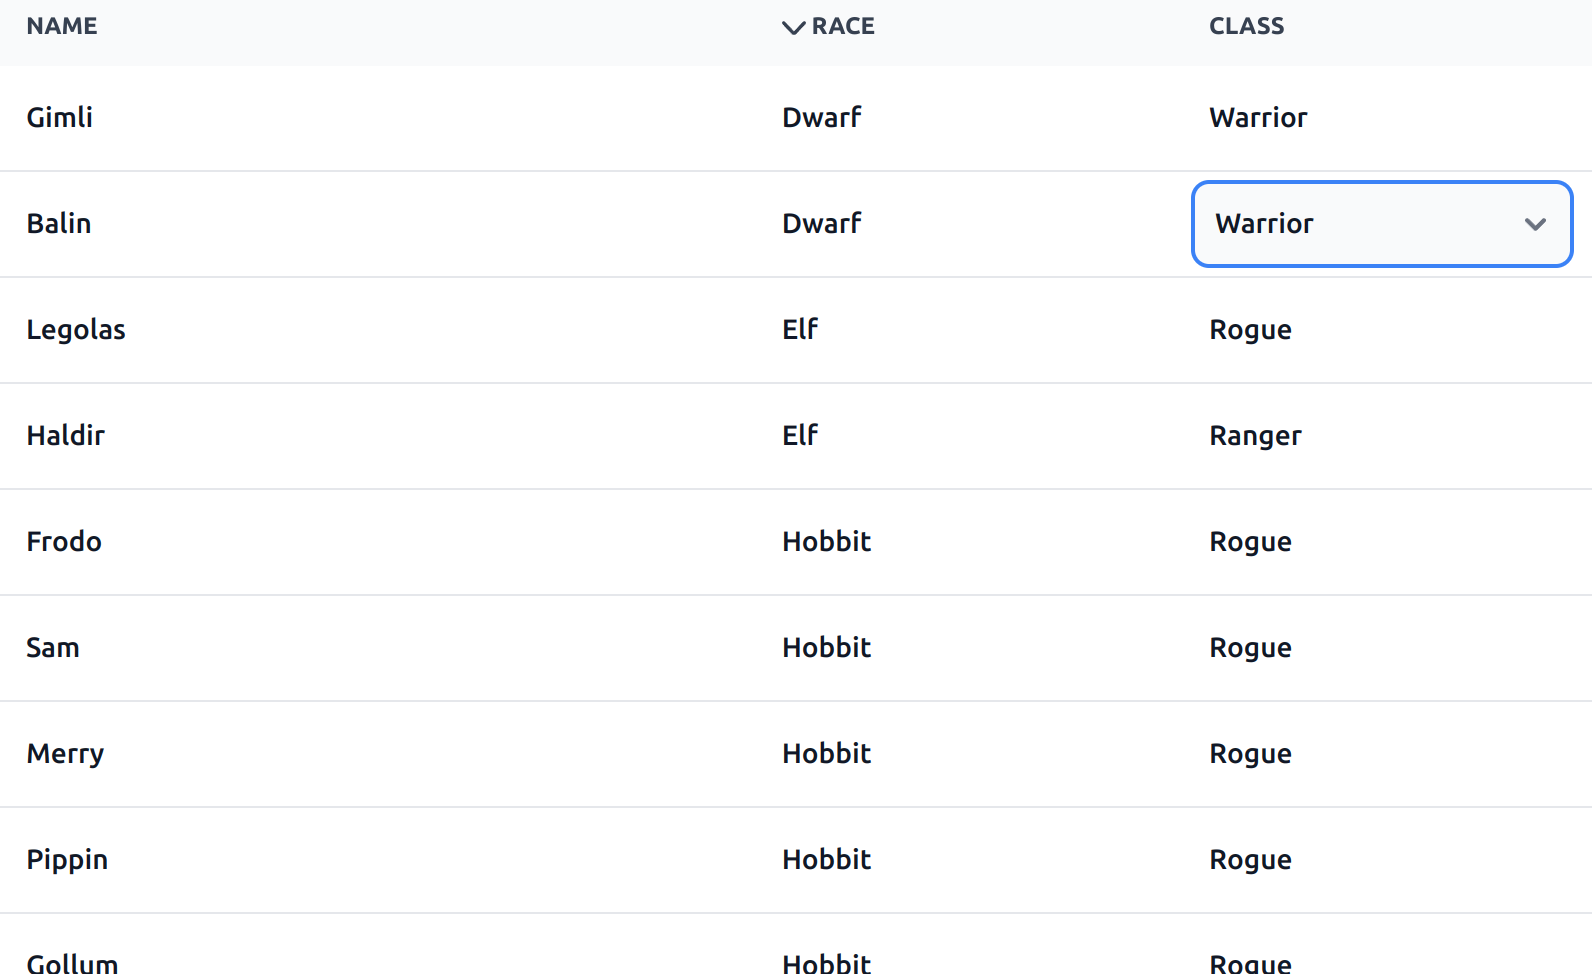 NAME RACE CLASS
Gimli Dwarf Warrior
Balin Dwarf Warrior
Legolas Elf Rogue
Haldir Elf Ranger
Frodo Hobbit Rogue
Sam Hobbit Rogue
Merry Hobbit Rogue
Pippin Hobbit Rogue
Gollum Hobbit Rogue